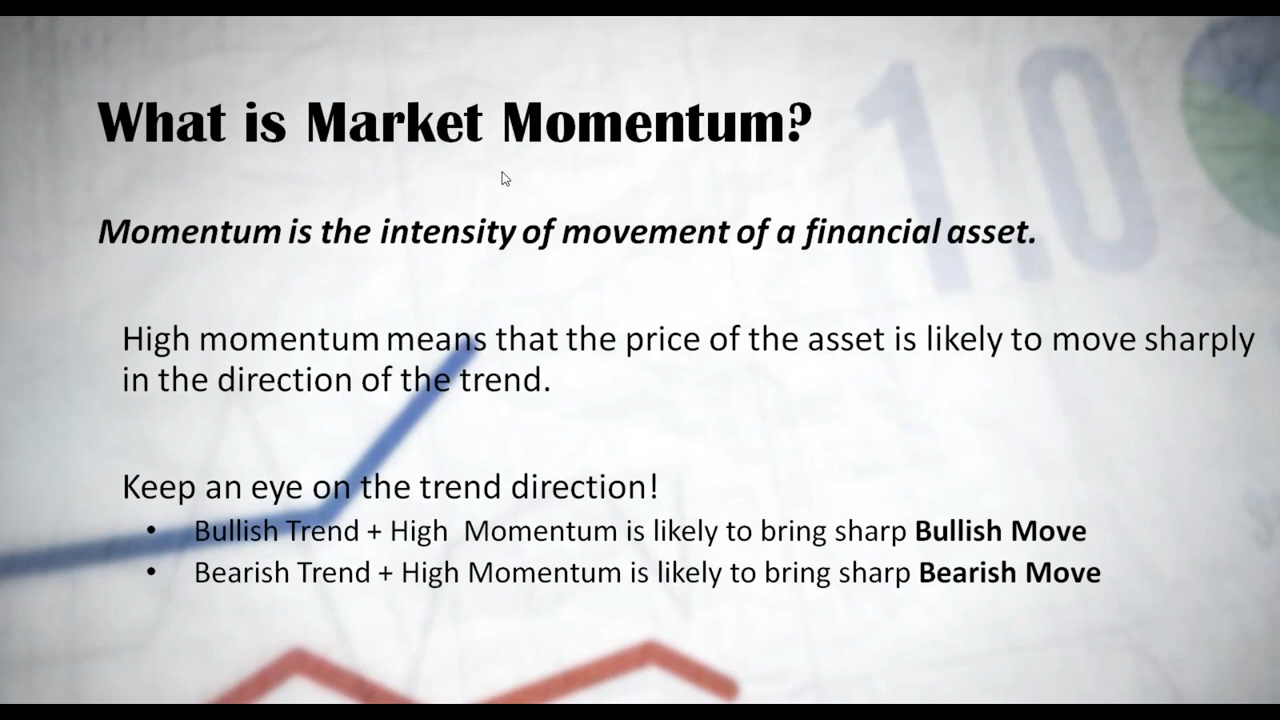 What is Market Momentum?
10
Momentum is the intensity of movement of a financial asset.
High momentum means that the price of the asset is likely to move sharply
in the direction of the trend.
Keep an eye on the trend direction!
• Bullish Trend + High  Momentum is likely to bring sharp Bullish Move
• Bearish Trend + High Momentum is likely to bring sharp Bearish Move